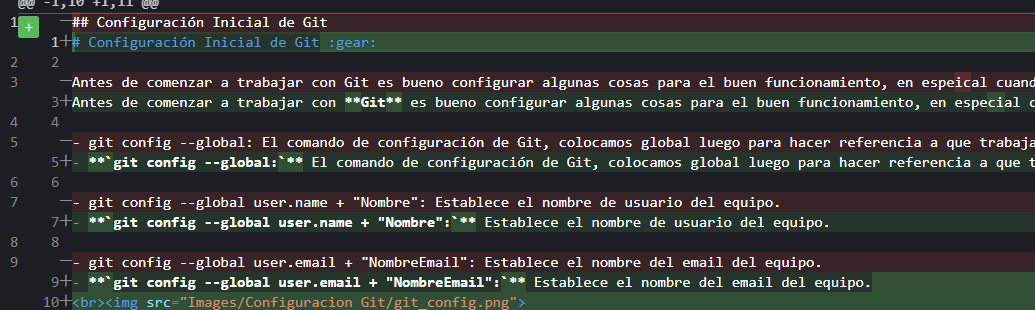 @@ -1,10 +1,11 @@
1 + —## Configuración Inicial de Git
1+# Configuración Inicial de Git :gear:
2 2
3 —Antes de comenzar a trabajar con Git es bueno configurar algunas cosas para el buen funcionamiento, en espeical cuand
3+Antes de comenzar a trabajar con **Git** es bueno configurar algunas cosas para el buen funcionamiento, en especial c
4 4
5 —- git config --global: El comando de configuración de Git, colocamos global luego para hacer referencia a que trabaja
5+- **`git config --global:`** El comando de configuración de Git, colocamos global luego para hacer referencia a que t
6 6
7 —- git config --global user.name + "Nombre": Establece el nombre de usuario del equipo.
7+- **`git config --global user.name + "Nombre":`** Establece el nombre de usuario del equipo.
8 8
9 —- git config --global user.email + "NombreEmail": Establece el nombre del email del equipo.
9+- **`git config --global user.email + "NombreEmail":`** Establece el nombre del email del equipo.
10+<br><img src="Images/Configuracion Git/git_config.png">